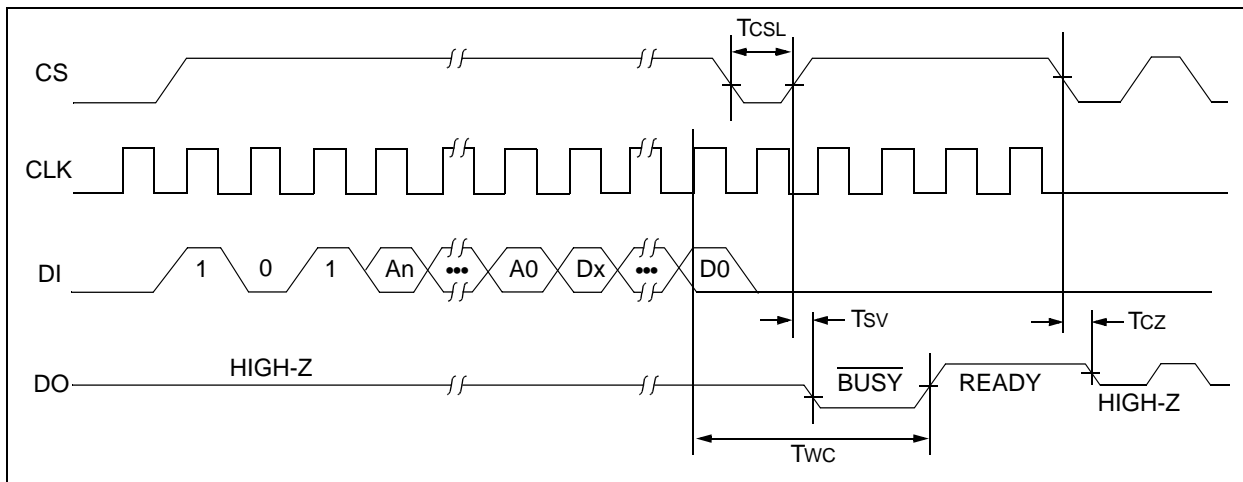 TCSL
CS
CLK
DI 1 0 1 An ••• A0 Dx ••• D0
TSV TCZ
DO HIGH-Z BUSY READY HIGH-Z
TWC